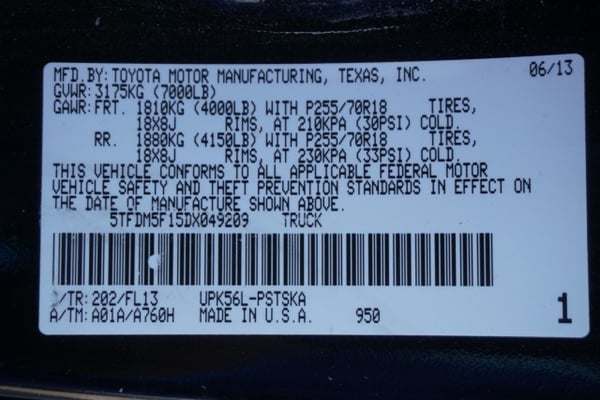 MFD.BY: TOYOTA MOTOR MANUFACTURING, TEXAS, INC. 06/13
GVWR: 3175KG (7000LB)
GAWR: FRT. 1810KG (4000LB) WITH P255/70R18 TIRES,
18X8J RIMS, AT 210KPA (30PSI) COLD.
RR. 1880KG (4150LB) WITH P255/70R18 TIRES,
18X8J RIMS, AT 230KPA (33PSI) COLD.
THIS VEHICLE CONFORMS TO ALL APPLICABLE FEDERAL MOTOR
VEHICLE SAFETY AND THEFT PREVENTION STANDARDS IN EFFECT ON
THE DATE OF MANUFACTURE SHOWN ABOVE.
5TFDM5F15DX049209 TRUCK
/TR: 202/FL13 UPK56L-PSTSKA
A/TM: A01A/A760H MADE IN U.S.A. 950 1